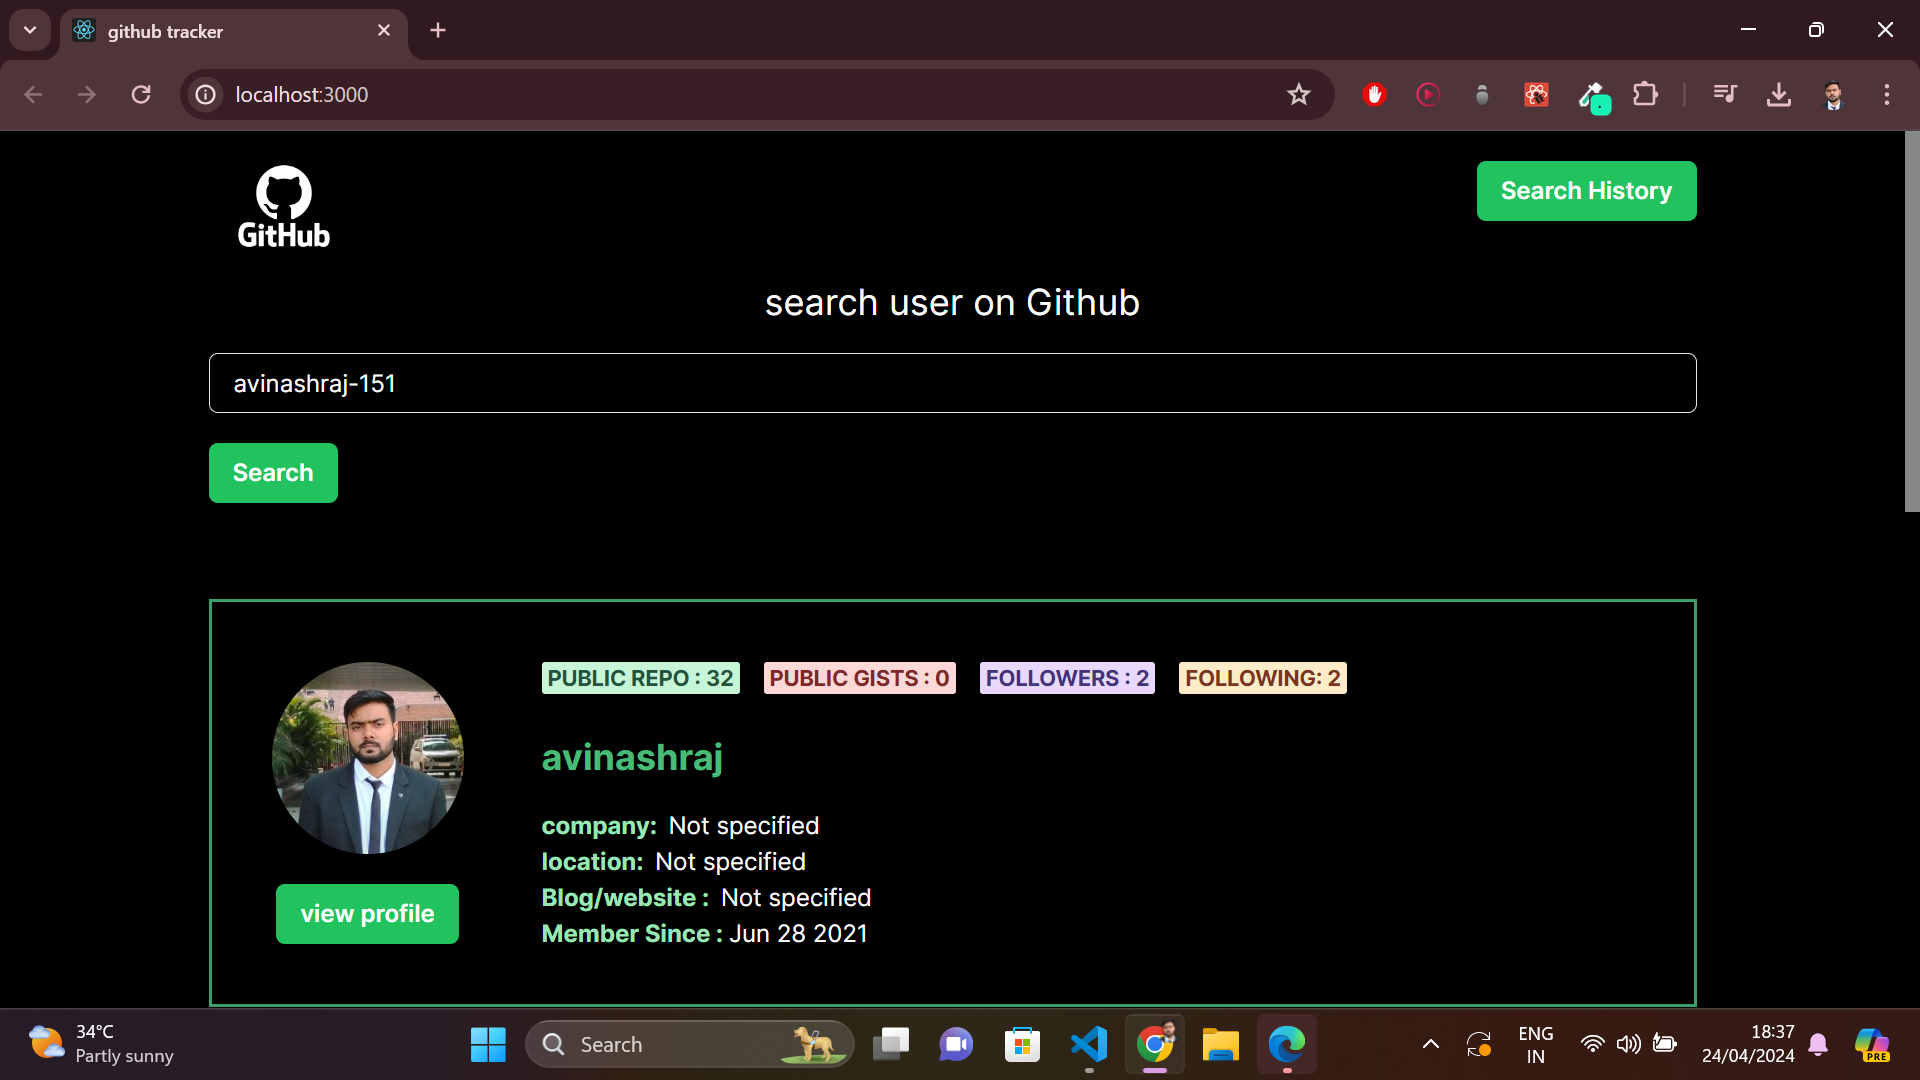 github tracker
localhost:3000
GitHub
Search History
search user on Github
avinashraj-151
Search
PUBLIC REPO : 32 PUBLIC GISTS : 0 FOLLOWERS : 2 FOLLOWING: 2
avinashraj
company: Not specified
location: Not specified
Blog/website : Not specified
Member Since : Jun 28 2021
view profile
34°C
Partly sunny
Search
ENG
IN
18:37
24/04/2024
PRE